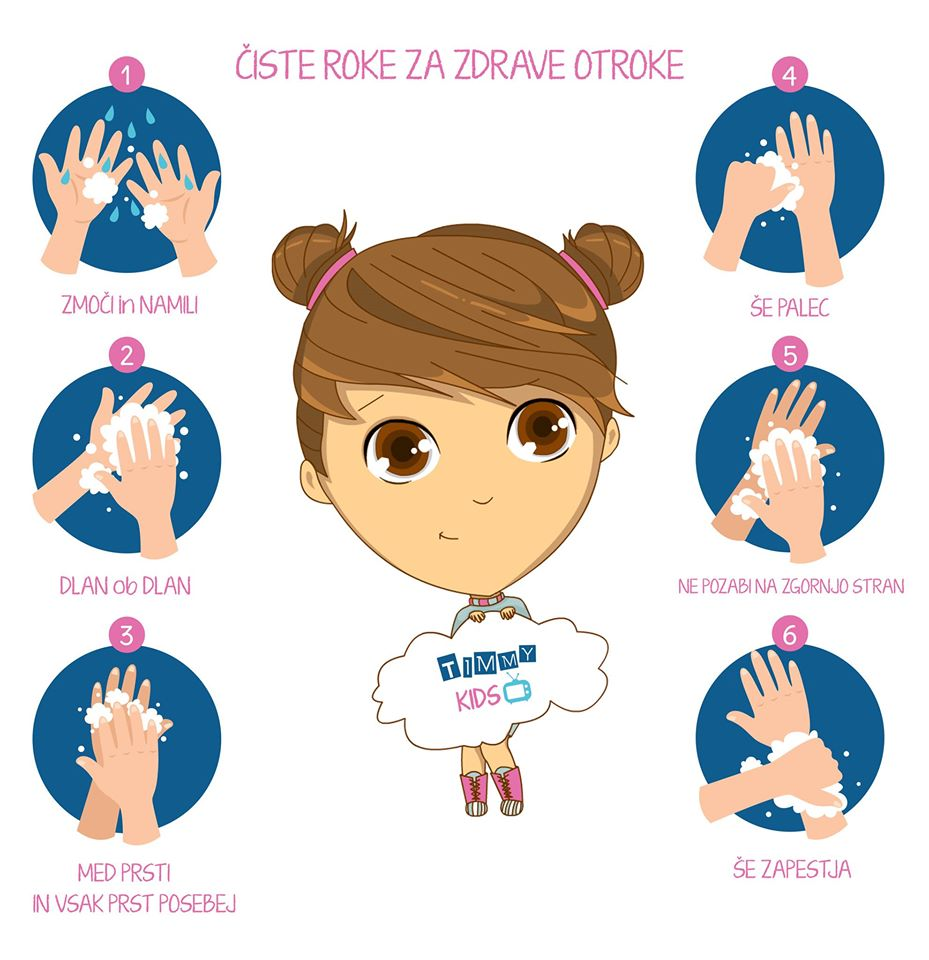 ČISTE ROKE ZA ZDRAVE OTROKE
1
ZMOČI in NAMILI
2
DLAN ob DLAN
3
MED PRSTI
IN VSAK PRST POSEBEJ
4
ŠE PALEC
5
NE POZABI NA ZGORNJO STRAN
6
ŠE ZAPESTJA
TIMMY
KIDS